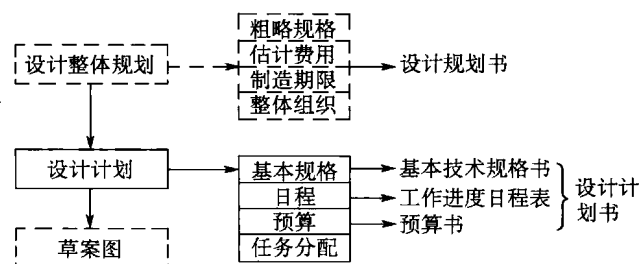 粗略规格
设计整体规划
估计费用
设计规划书
制造期限
整体组织
设计计划
基本规格
基本技术规格书
日程
工作进度日程表
设计计
划书
预算
预算书
草案图
任务分配